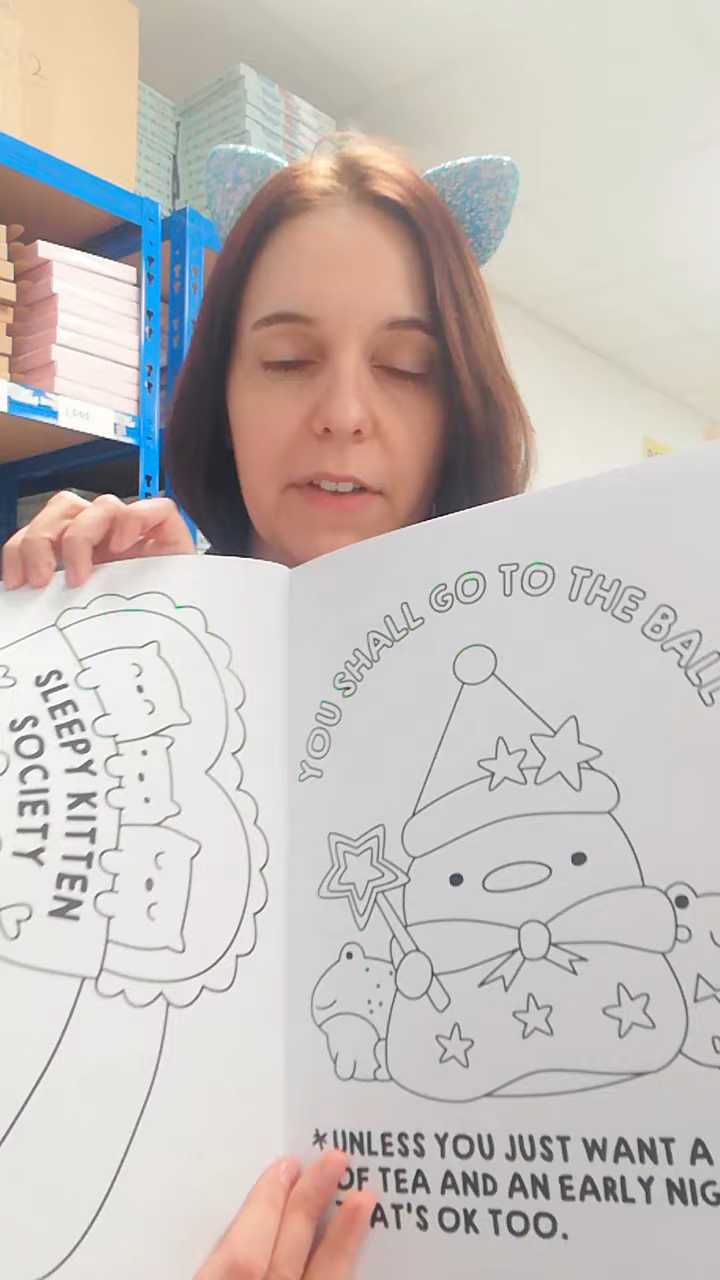 SLEEPY KITTEN
SOCIETY
YOU SHALL GO TO THE BALL
*UNLESS YOU JUST WANT A
OF TEA AND AN EARLY
THAT'S OK TOO.